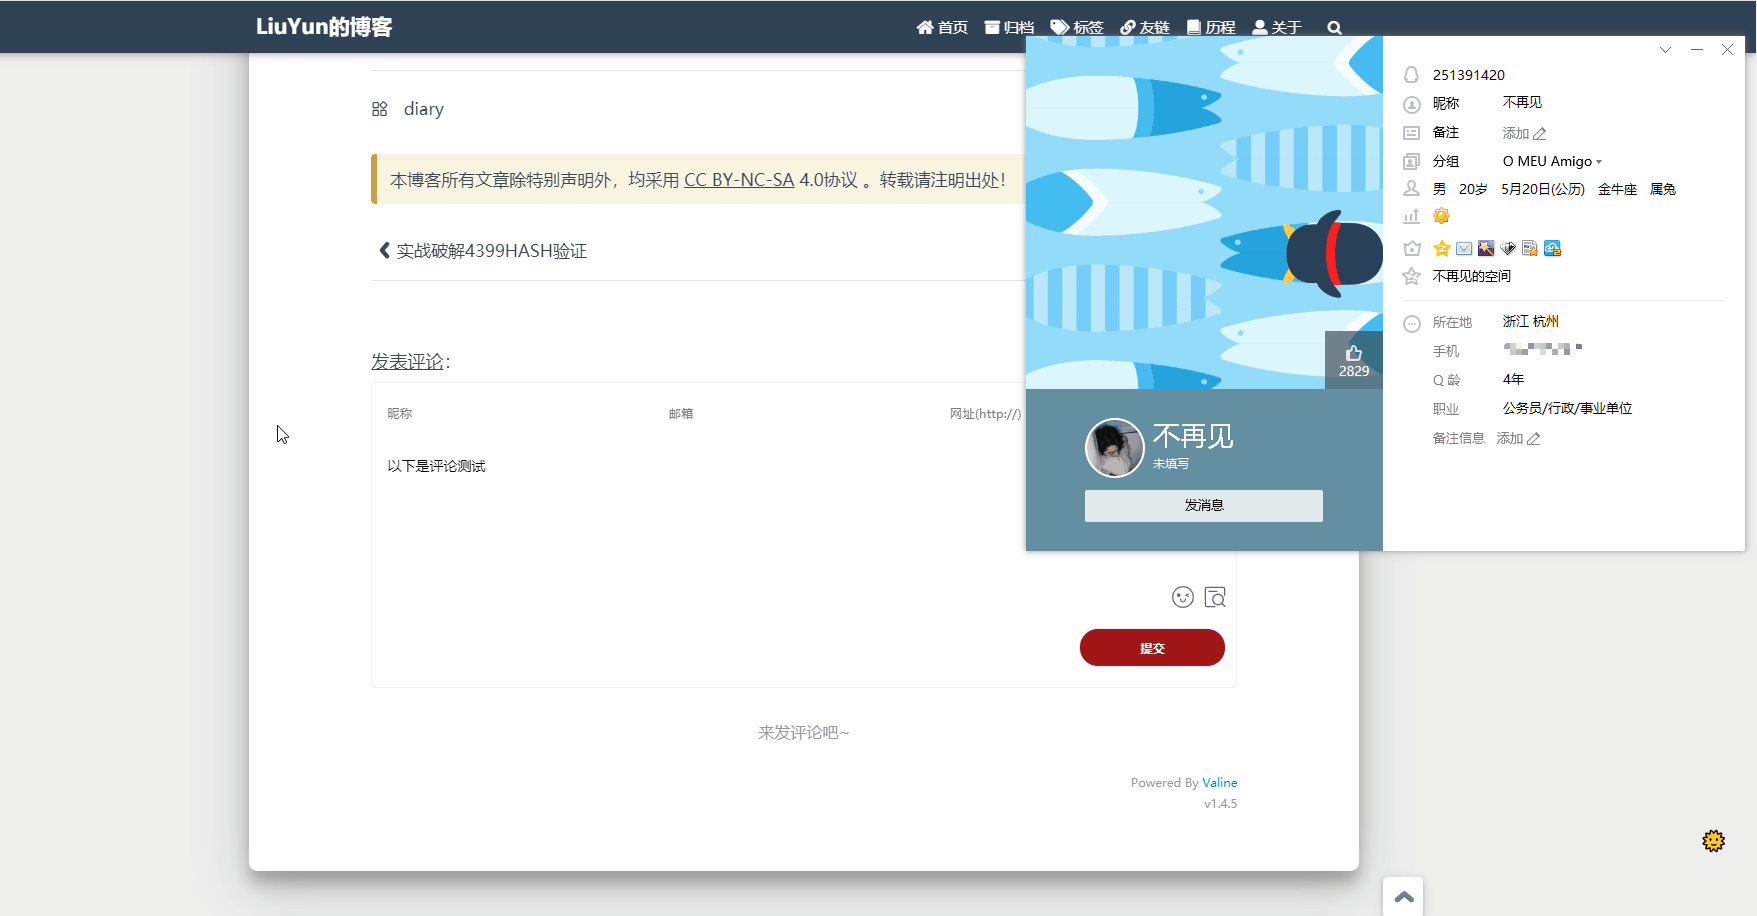 LiuYun的博客
首页 归档 标签 友链 历程 关于
diary
本博客所有文章除特别声明外，均采用 CC BY-NC-SA 4.0协议 。转载请注明出处！
实战破解4399HASH验证
发表评论：
昵称 邮箱 网址(http://)
以下是评论测试
提交
来发评论吧~
Powered By Valine
v1.4.5
2829
不再见
未填写
发消息
251391420
昵称 不再见
备注 添加
分组 O MEU Amigo
男 20岁 5月20日(公历) 金牛座 属兔
不再见的空间
所在地 浙江 杭州
手机
Q 龄 4年
职业 公务员/行政/事业单位
备注信息 添加